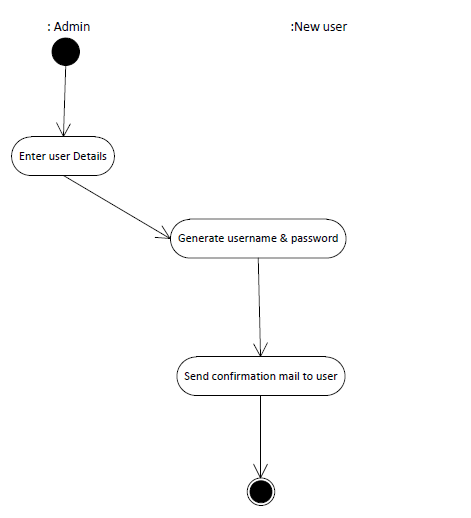 : Admin
:New user
Enter user Details
Generate username & password
Send confirmation mail to user